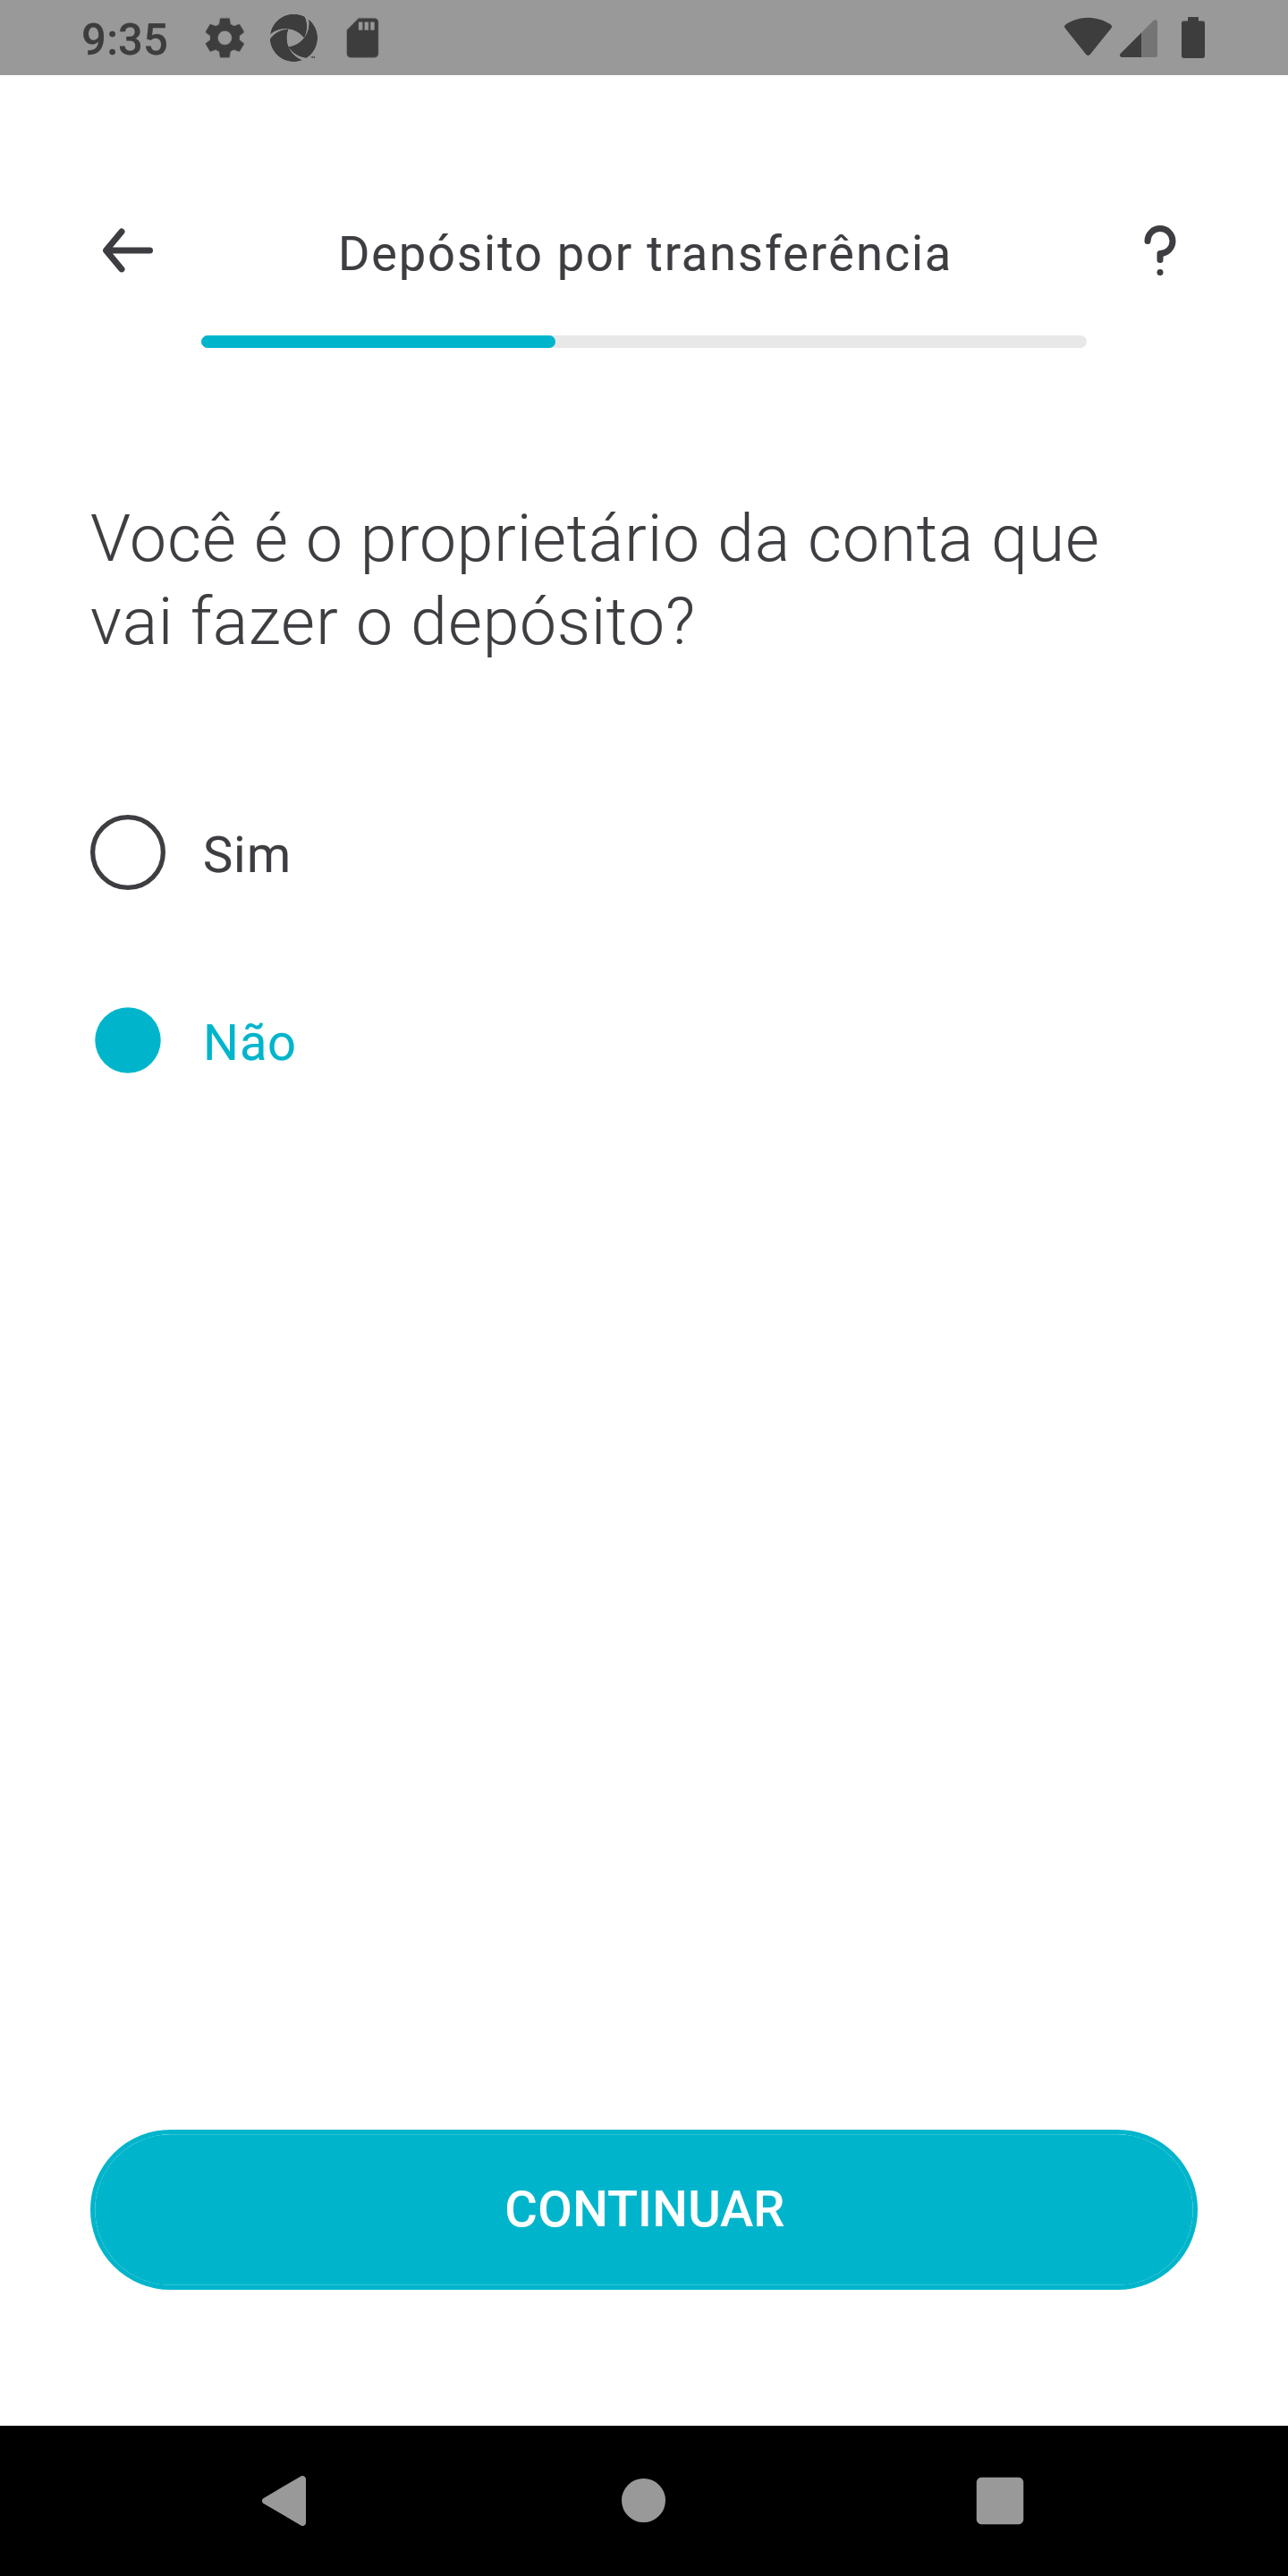 9:35
Depósito por transferência
Você é o proprietário da conta que
vai fazer o depósito?
Sim
Não
CONTINUAR